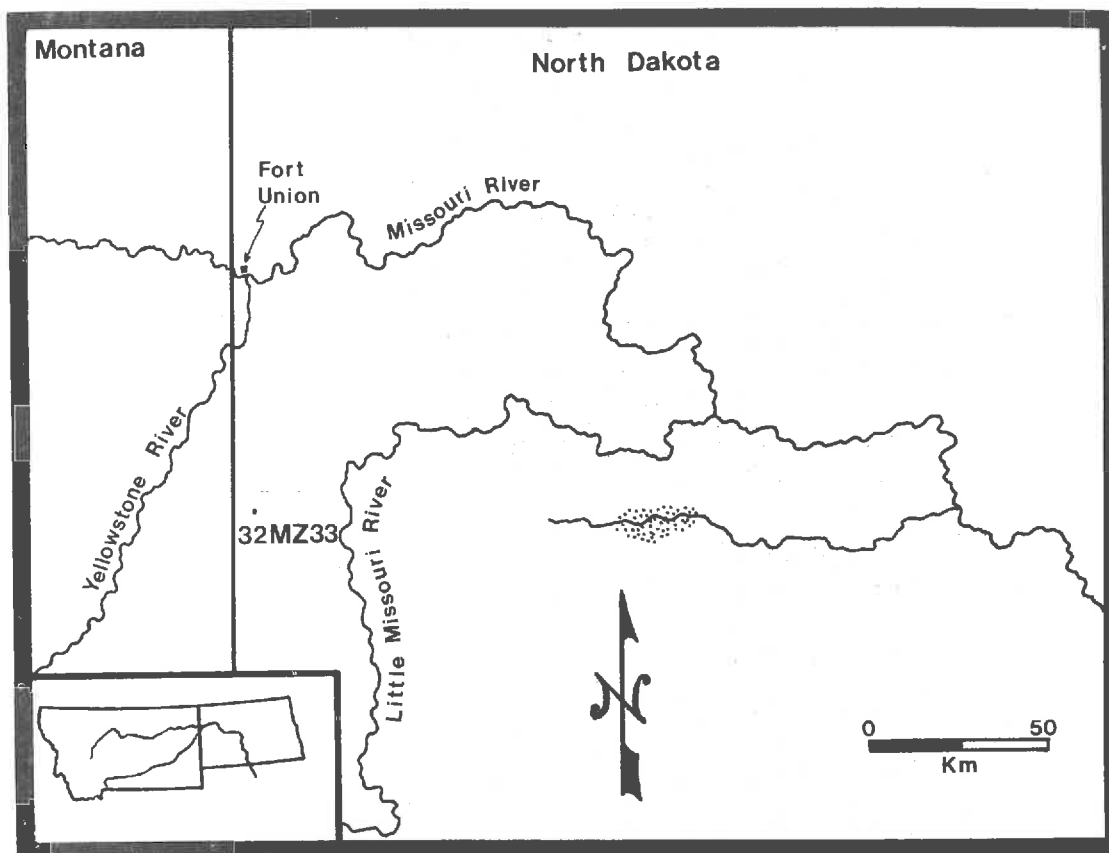 Montana
North Dakota
Fort
Union
Missouri River
Yellowstone River
32MZ33
Little Missouri River
N
0 50
Km